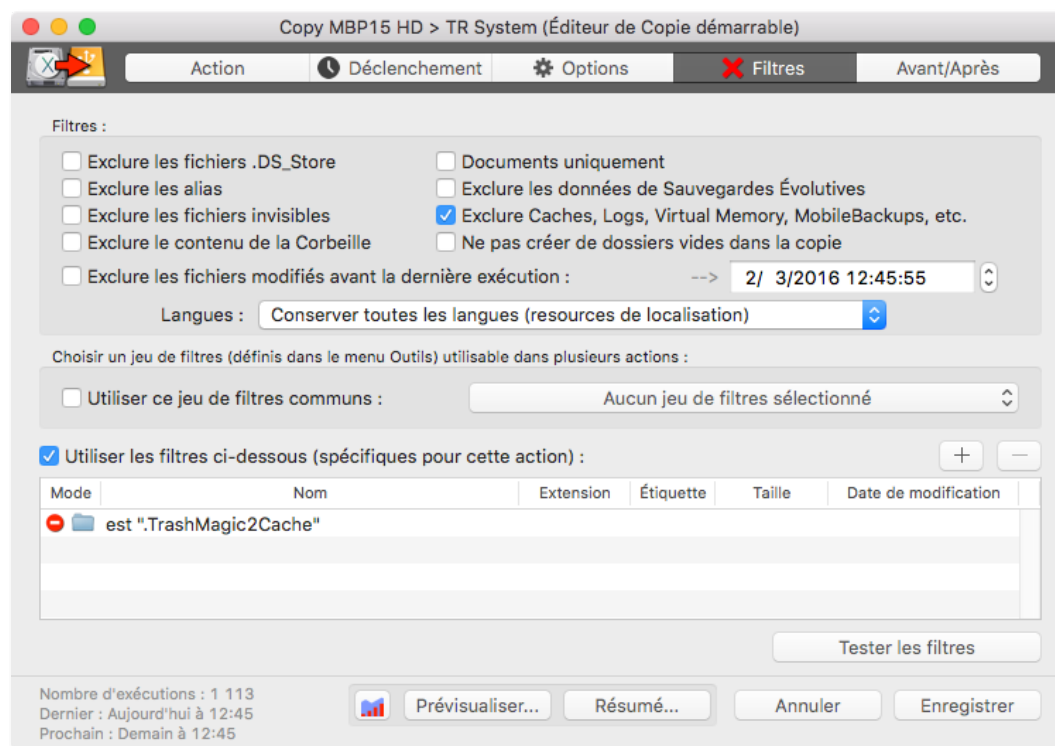 Copy MBP15 HD > TR System (Éditeur de Copie démarrable)
Action Déclenchement Options Filtres Avant/Après
Filtres :
Exclure les fichiers .DS_Store Documents uniquement
Exclure les alias Exclure les données de Sauvegardes Évolutives
Exclure les fichiers invisibles Exclure Caches, Logs, Virtual Memory, MobileBackups, etc.
Exclure le contenu de la Corbeille Ne pas créer de dossiers vides dans la copie
Exclure les fichiers modifiés avant la dernière exécution : --> 2/ 3/2016 12:45:55
Langues : Conserver toutes les langues (resources de localisation)
Choisir un jeu de filtres (définis dans le menu Outils) utilisable dans plusieurs actions :
Utiliser ce jeu de filtres communs : Aucun jeu de filtres sélectionné
Utiliser les filtres ci-dessous (spécifiques pour cette action) : + −
Mode Nom Extension Étiquette Taille Date de modification
est ".TrashMagic2Cache"
Tester les filtres
Nombre d'exécutions : 1 113
Dernier : Aujourd'hui à 12:45
Prochain : Demain à 12:45
Prévisualiser... Résumé... Annuler Enregistrer